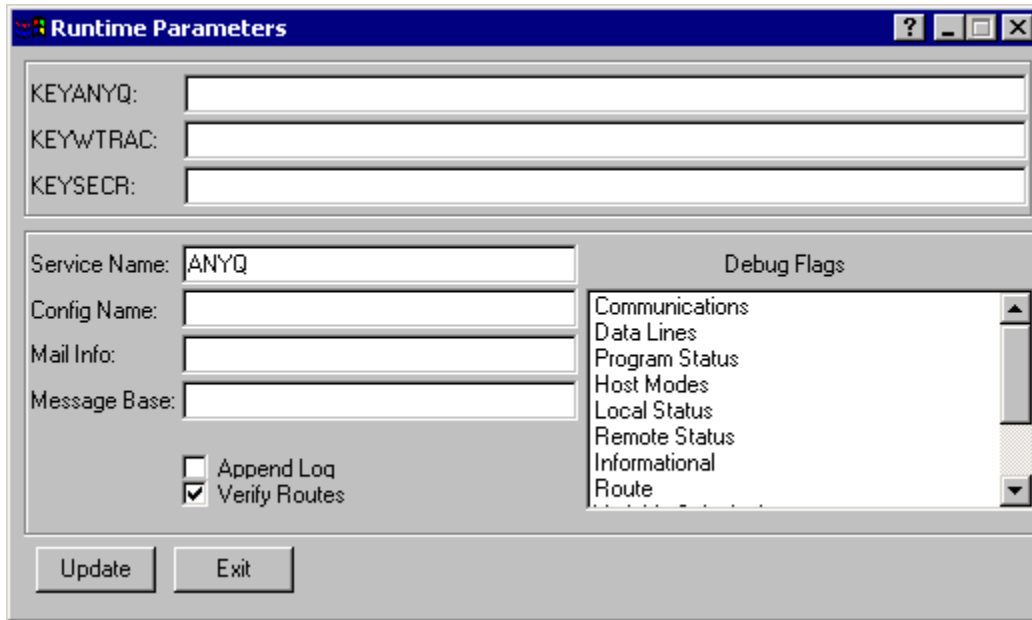 Runtime Parameters
KEYANYQ:
KEYWTRAC:
KEYSECR:
Service Name: ANYQ
Config Name:
Mail Info:
Message Base:
Append Log
Verify Routes
Debug Flags
Communications
Data Lines
Program Status
Host Modes
Local Status
Remote Status
Informational
Route
Update Exit